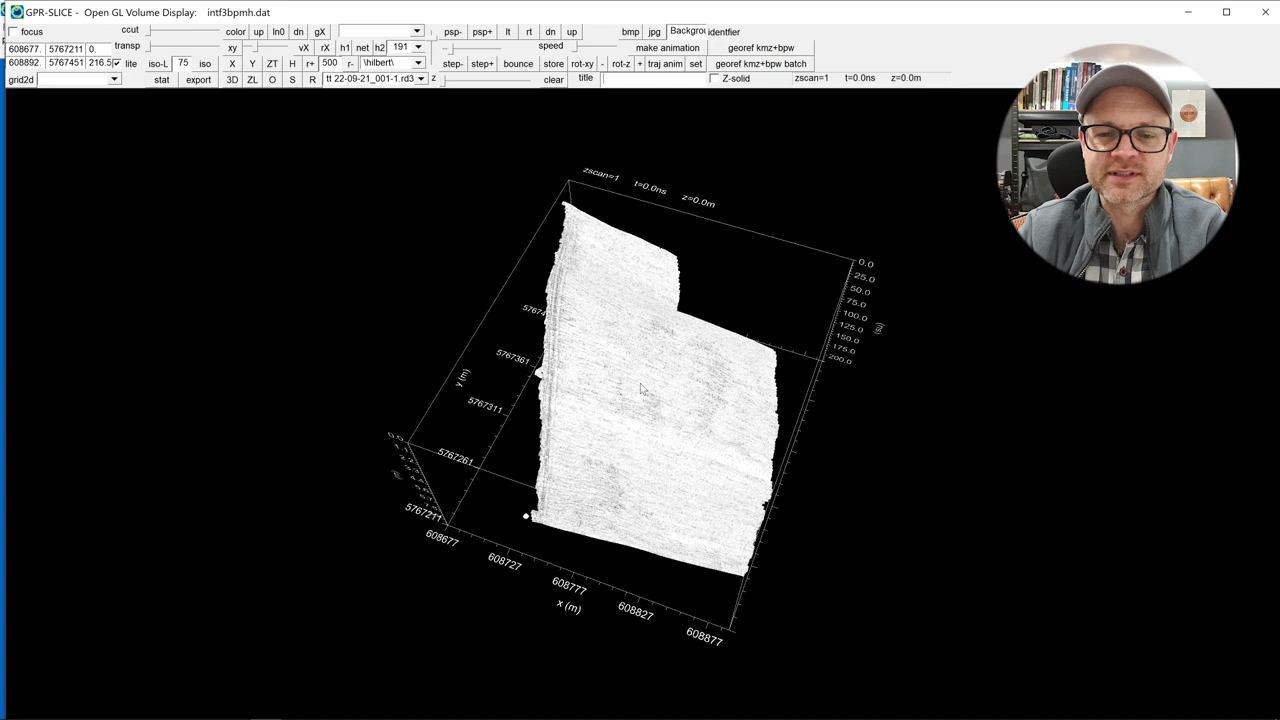 GPR-SLICE - Open GL Volume Display: intf3bpmh.dat
focus ccut color up ln0 dn gX psp- psp+ lt rt dn up bmp jpg Backgrou identifier
608677. 5767211 0. transp xy vX rX h1 net h2 191 speed make animation georef kmz+bpw
608892. 5767451 216.5 lite iso-L 75 iso X Y ZT H r+ 500 r- \hilbert\ step- step+ bounce store rot-xy - rot-z + traj anim set georef kmz+bpw batch
grid2d stat export 3D ZL O S R tt 22-09-21_001-1.rd3 z clear title Z-solid zscan=1 t=0.0ns z=0.0m
zscan=1 t=0.0ns z=0.0m
0.0
25.0
50.0
75.0
100.0
125.0
150.0
175.0
200.0
(ns)
57674
5767361
y (m)
5767311
5767261
5767211
608677
608727
608777
608827
608877
x (m)